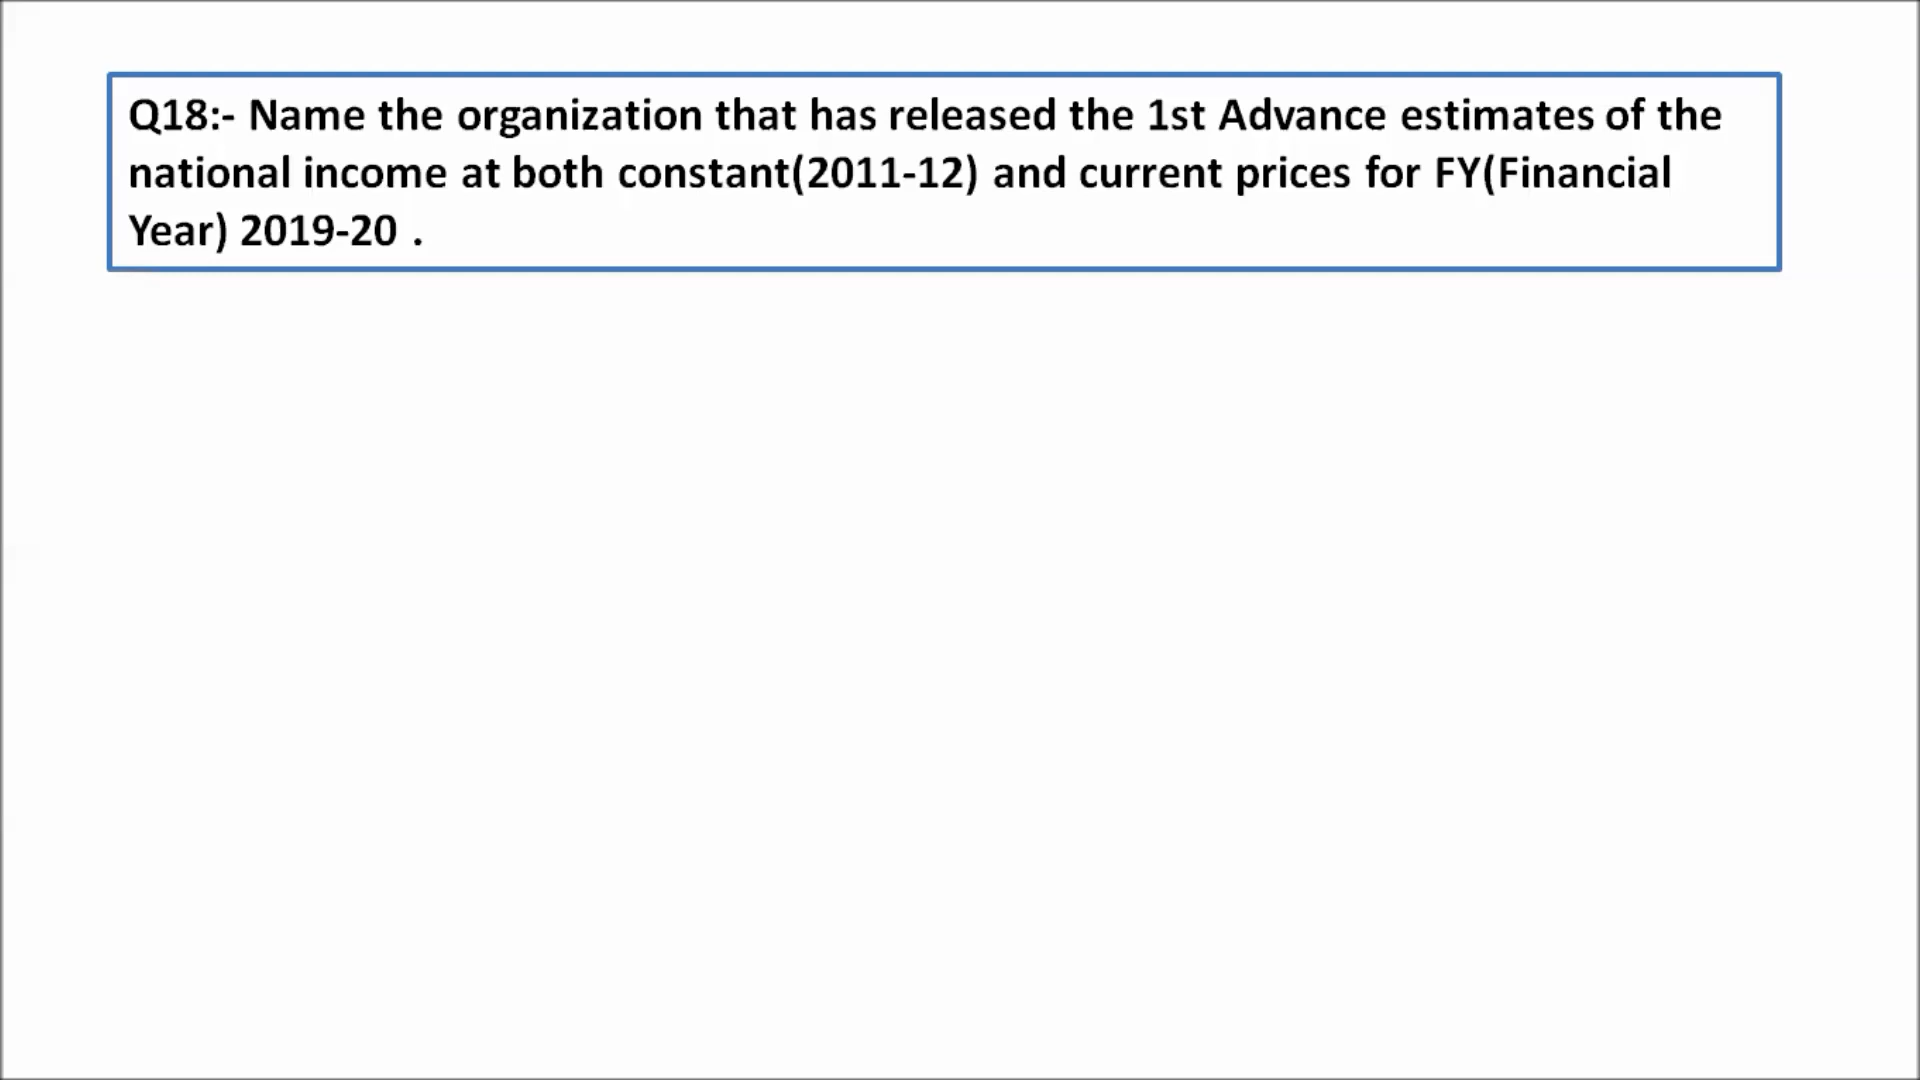 Q18:- Name the organization that has released the 1st Advance estimates of the
national income at both constant(2011-12) and current prices for FY(Financial
Year) 2019-20 .